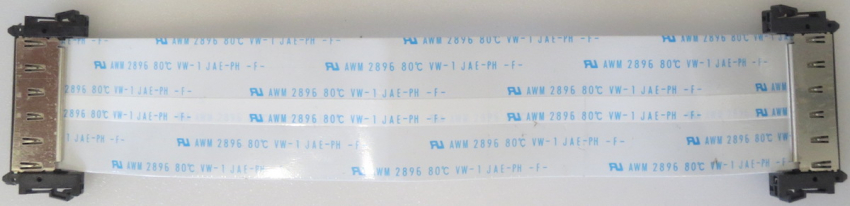 AWM 2896 80℃ VW-1 JAE-PH -F- AWM 2896 80℃ VW-1 JAE-PH -F- AWM 2896 80℃ VW-1 JAE-PH -F-
AWM 2896 80℃ VW-1 JAE-PH -F- AWM 2896 80℃ VW-1 JAE-PH -F- AWM 2896 80℃ VW-1 JAE-PH -F-
80℃ VW-1 JAE-PH -F- AWM 2896 80℃ VW-1 JAE-PH -F- AWM 2896 80℃ VW-1 JAE-PH -F- AWM
80℃ VW-1 JAE-PH -F- AWM 2896 80℃ VW-1 JAE-PH -F- AWM 2896 80℃ VW-1 JAE-PH -F- AWM
-1 JAE-PH -F- AWM 2896 80℃ VW-1 JAE-PH -F- AWM 2896 80℃ VW-1 JAE-PH -F- AWM 2896
AWM 2896 80℃ VW-1 JAE-PH -F- AWM 2896 80℃ VW-1 JAE-PH -F- AWM 2896 80℃ VW-1 JAE-PH -F-